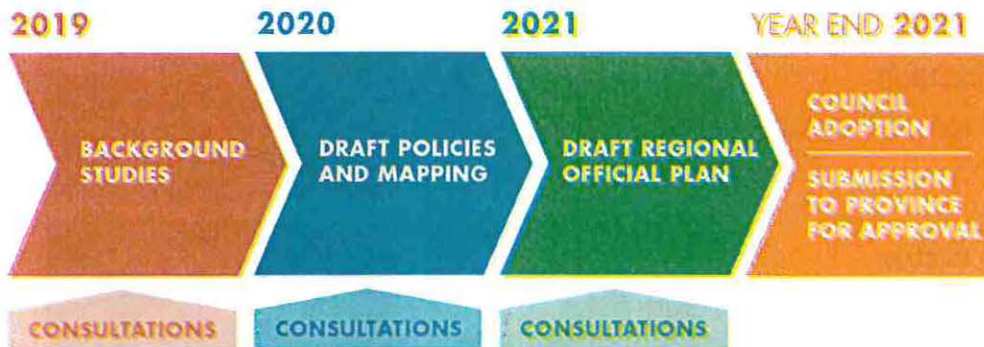 2019
BACKGROUND
STUDIES
CONSULTATIONS
2020
DRAFT POLICIES
AND MAPPING
CONSULTATIONS
2021
DRAFT REGIONAL
OFFICIAL PLAN
CONSULTATIONS
YEAR END 2021
COUNCIL
ADOPTION
SUBMISSION
TO PROVINCE
FOR APPROVAL